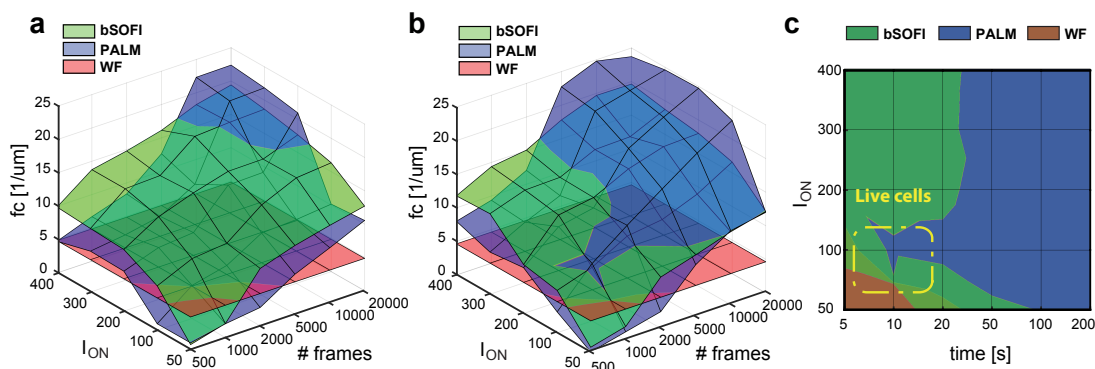 a
bSOFI
PALM
WF
fc [1/um]
25
20
15
10
5
0
400
300
200
100
50
I_ON
500
1000
2000
5000
10000
20000
# frames
b
bSOFI
PALM
WF
fc [1/um]
25
20
15
10
5
0
400
300
200
100
50
I_ON
500
1000
2000
5000
10000
20000
# frames
c
bSOFI PALM WF
400
300
200
100
50
I_ON
Live cells
5 10 20 50 100 200
time [s]